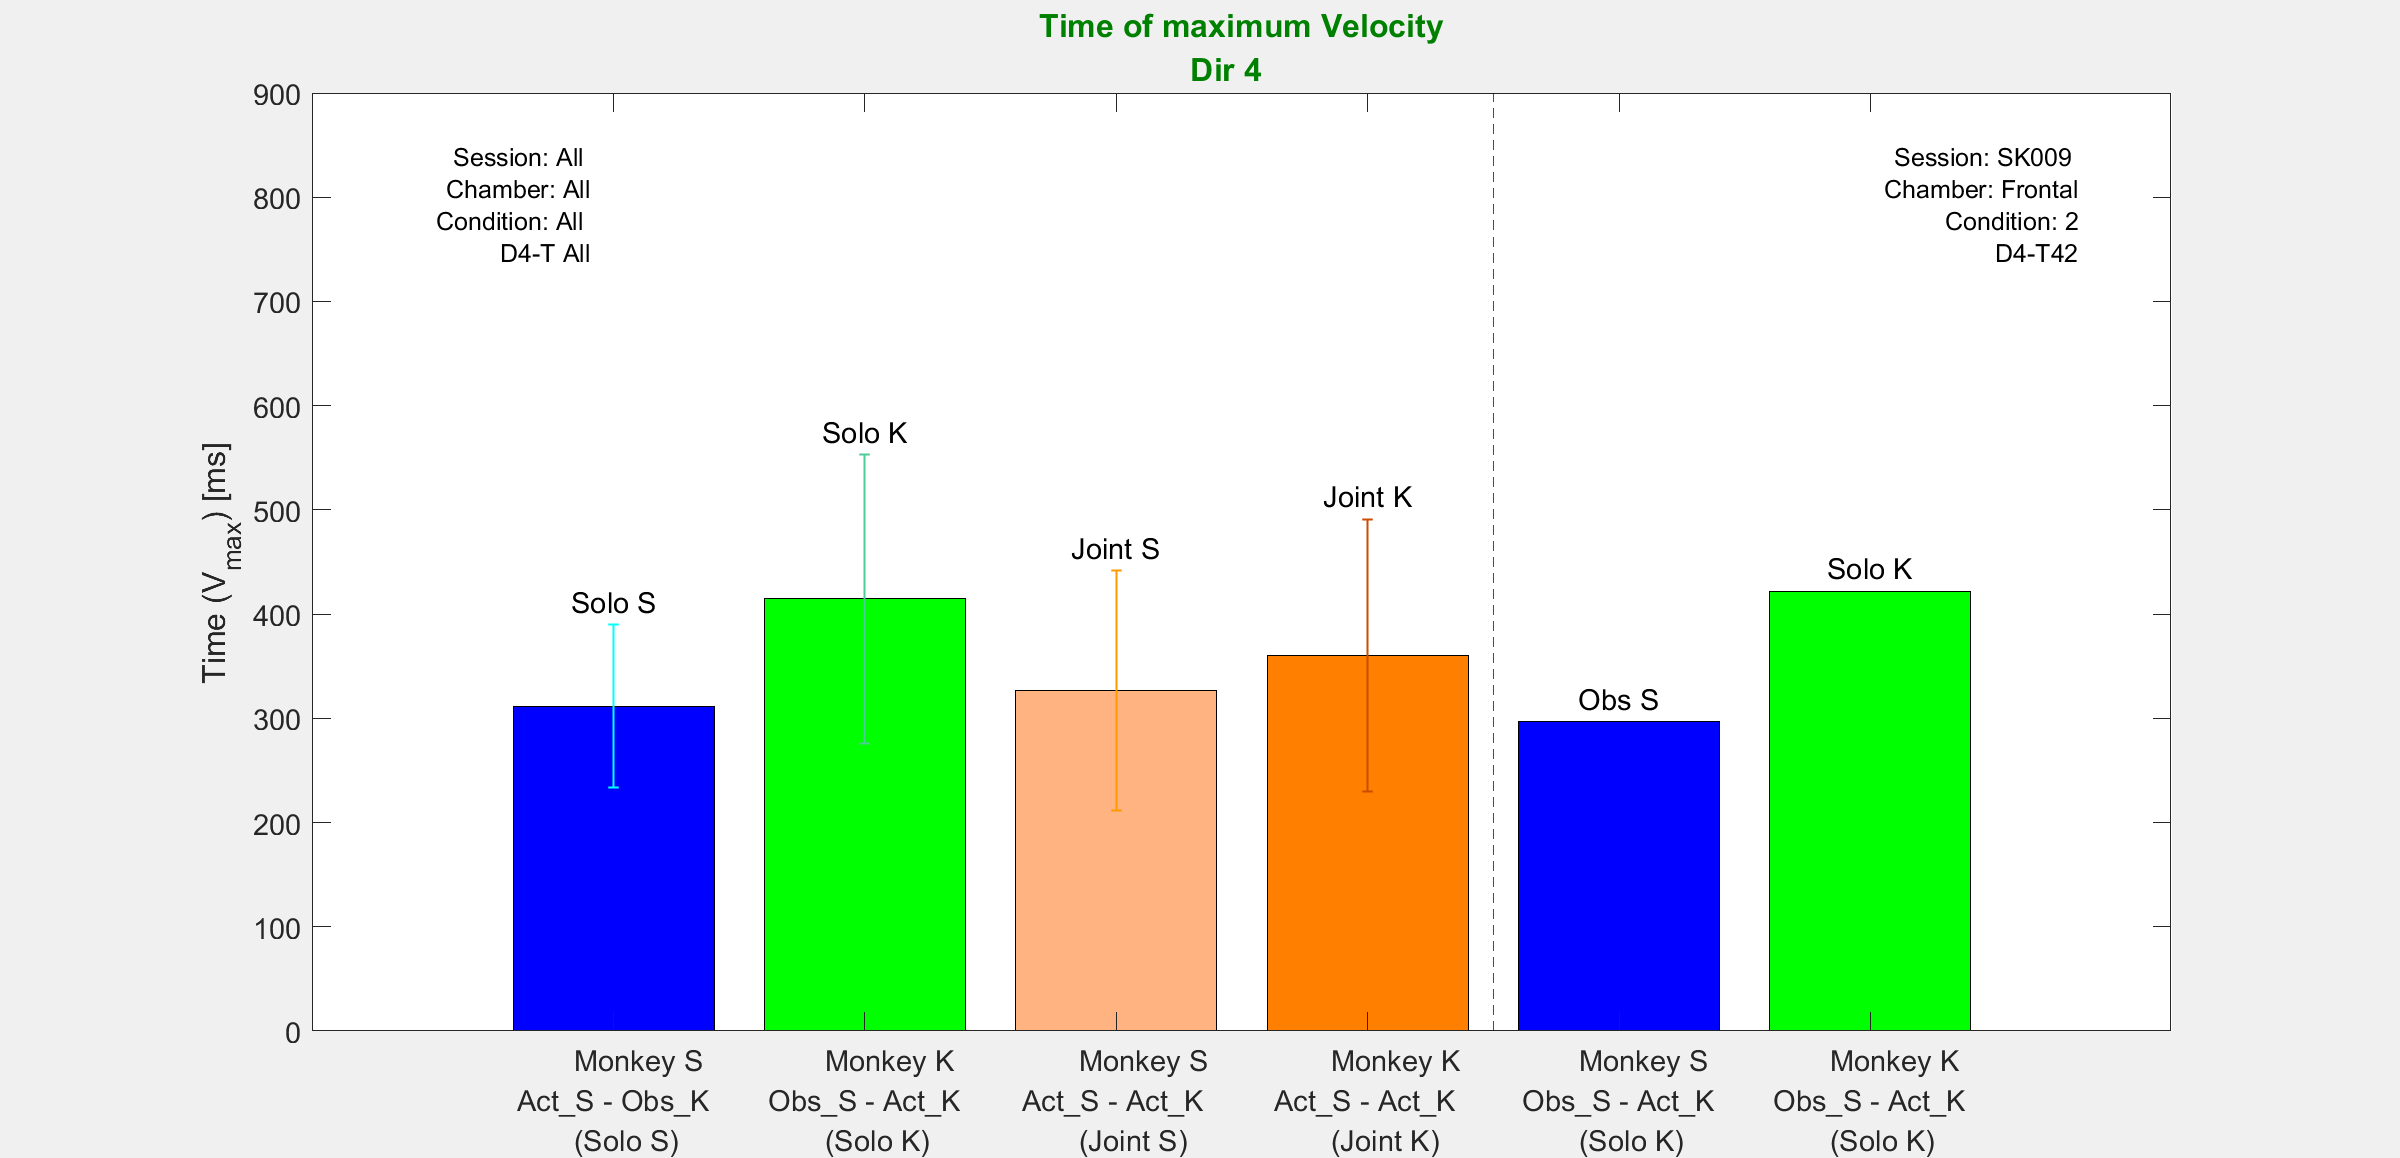 Time of maximum Velocity
Dir 4
900
800
700
600
500
400
300
200
100
0
Time (Vmax) [ms]
Session: All
Chamber: All
Condition: All
D4-T All
Session: SK009
Chamber: Frontal
Condition: 2
D4-T42
Solo S
Solo K
Joint S
Joint K
Obs S
Solo K
Monkey S
Act_S - Obs_K
(Solo S)
Monkey K
Obs_S - Act_K
(Solo K)
Monkey S
Act_S - Act_K
(Joint S)
Monkey K
Act_S - Act_K
(Joint K)
Monkey S
Obs_S - Act_K
(Solo K)
Monkey K
Obs_S - Act_K
(Solo K)